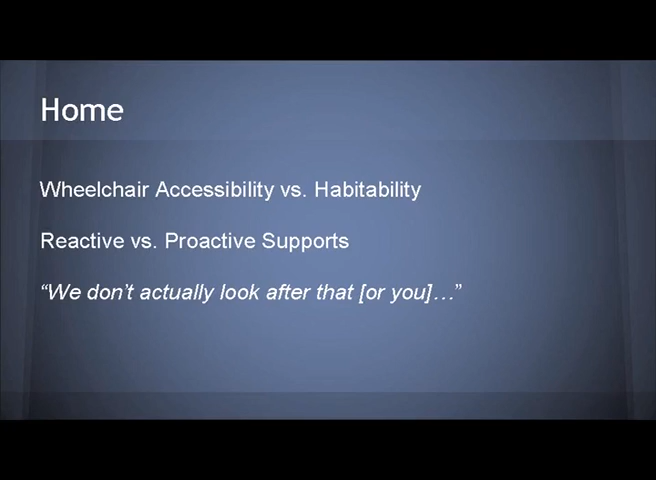 Home
Wheelchair Accessibility vs. Habitability
Reactive vs. Proactive Supports
“We don’t actually look after that [or you]…”